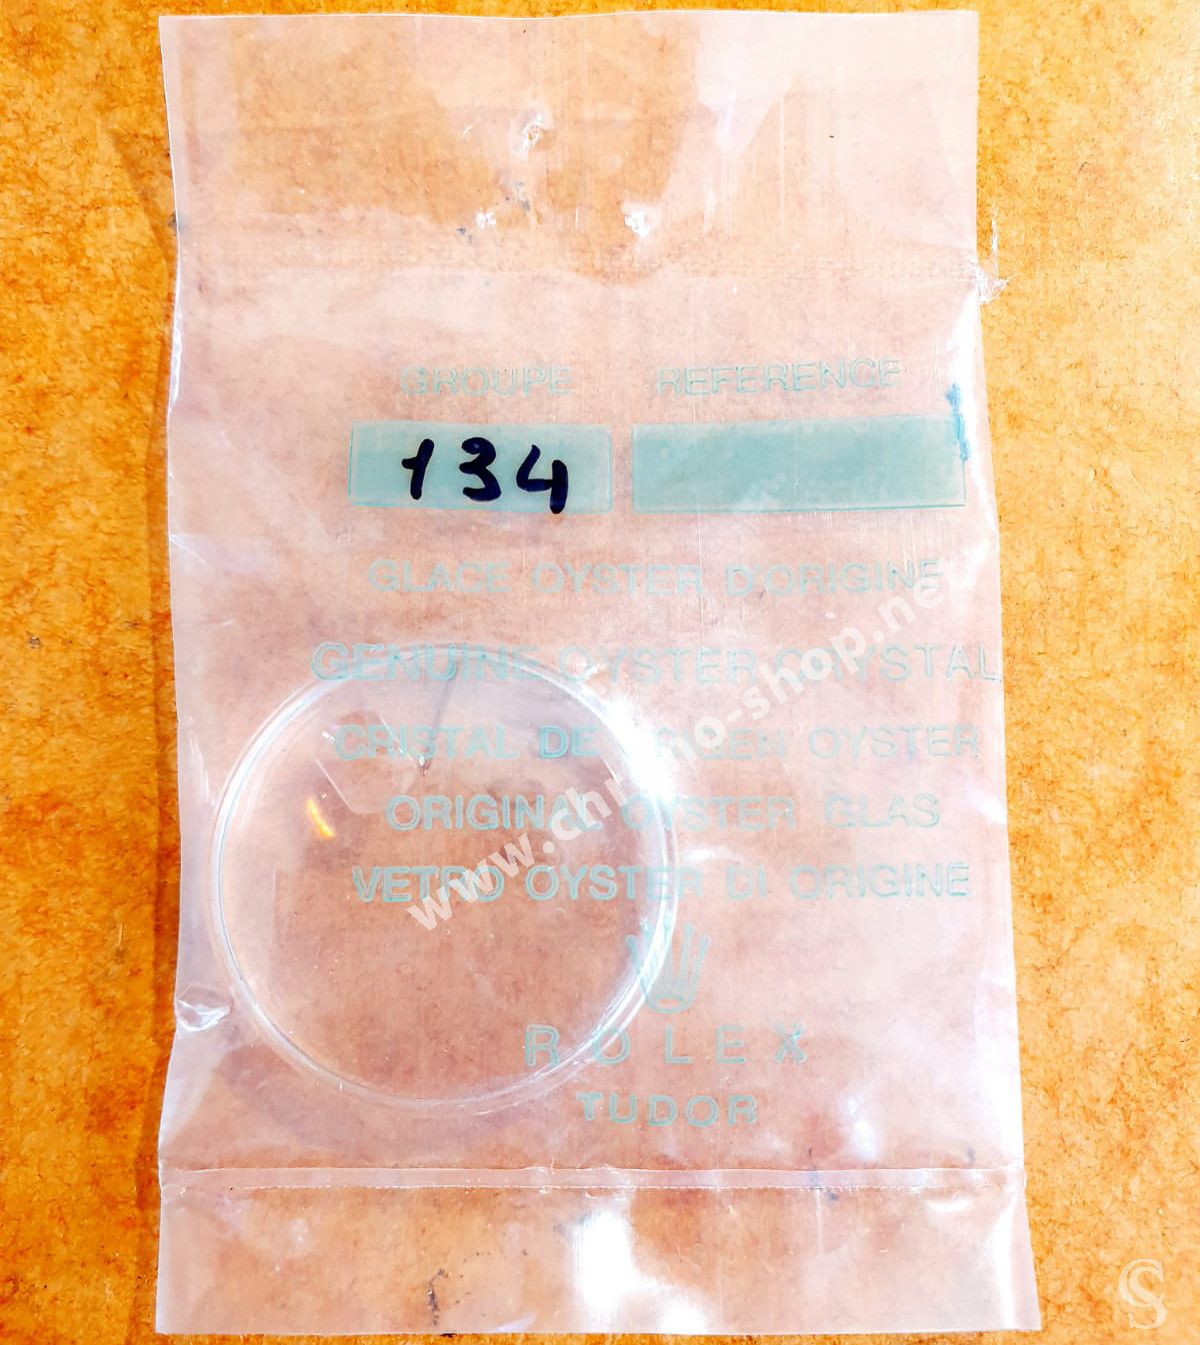 GROUPE REFERENCE
134
GLACE OYSTER D'ORIGINE
GENUINE OYSTER CRYSTAL
CRISTAL DE ORIGEN OYSTER
ORIGINAL OYSTER GLAS
VETRO OYSTER DI ORIGINE
www.chrono-shop.net
ROLEX
TUDOR